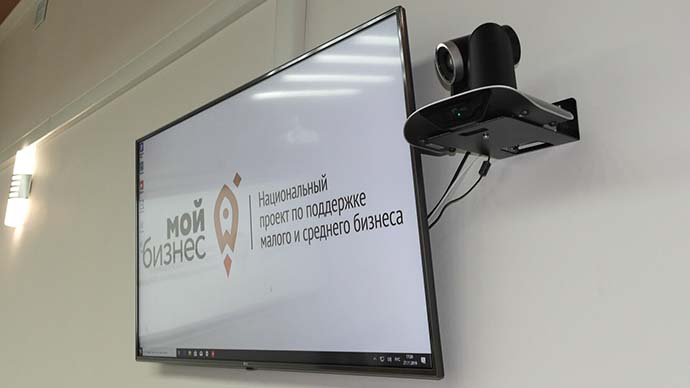 мой
бизнес
Национальный
проект по поддержке
малого и среднего бизнеса